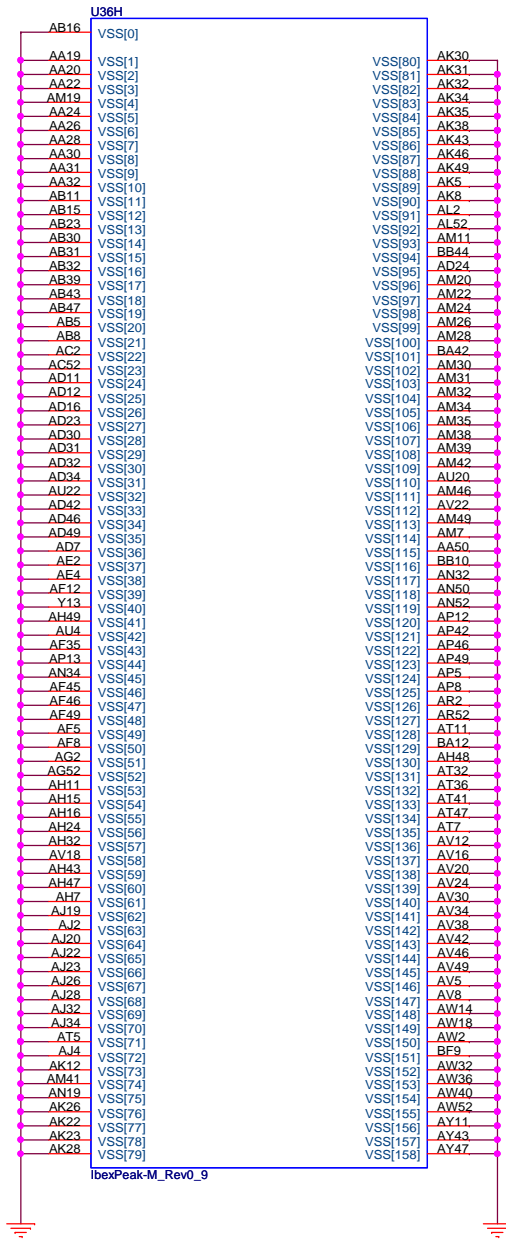 U36H
AB16 VSS[0]
AA19 VSS[1] VSS[80] AK30
AA20 VSS[2] VSS[81] AK31
AA22 VSS[3] VSS[82] AK32
AM19 VSS[4] VSS[83] AK34
AA24 VSS[5] VSS[84] AK35
AA26 VSS[6] VSS[85] AK38
AA28 VSS[7] VSS[86] AK43
AA30 VSS[8] VSS[87] AK46
AA31 VSS[9] VSS[88] AK49
AA32 VSS[10] VSS[89] AK5
AB11 VSS[11] VSS[90] AK8
AB15 VSS[12] VSS[91] AL2
AB23 VSS[13] VSS[92] AL52
AB30 VSS[14] VSS[93] AM11
AB31 VSS[15] VSS[94] BB44
AB32 VSS[16] VSS[95] AD24
AB39 VSS[17] VSS[96] AM20
AB43 VSS[18] VSS[97] AM22
AB47 VSS[19] VSS[98] AM24
AB5 VSS[20] VSS[99] AM26
AB8 VSS[21] VSS[100] AM28
AC2 VSS[22] VSS[101] BA42
AC52 VSS[23] VSS[102] AM30
AD11 VSS[24] VSS[103] AM31
AD12 VSS[25] VSS[104] AM32
AD16 VSS[26] VSS[105] AM34
AD23 VSS[27] VSS[106] AM35
AD30 VSS[28] VSS[107] AM38
AD31 VSS[29] VSS[108] AM39
AD32 VSS[30] VSS[109] AM42
AD34 VSS[31] VSS[110] AU20
AU22 VSS[32] VSS[111] AM46
AD42 VSS[33] VSS[112] AV22
AD46 VSS[34] VSS[113] AM49
AD49 VSS[35] VSS[114] AM7
AD7 VSS[36] VSS[115] AA50
AE2 VSS[37] VSS[116] BB10
AE4 VSS[38] VSS[117] AN32
AF12 VSS[39] VSS[118] AN50
Y13 VSS[40] VSS[119] AN52
AH49 VSS[41] VSS[120] AP12
AU4 VSS[42] VSS[121] AP42
AF35 VSS[43] VSS[122] AP46
AP13 VSS[44] VSS[123] AP49
AN34 VSS[45] VSS[124] AP5
AF45 VSS[46] VSS[125] AP8
AF46 VSS[47] VSS[126] AR2
AF49 VSS[48] VSS[127] AR52
AF5 VSS[49] VSS[128] AT11
AF8 VSS[50] VSS[129] BA12
AG2 VSS[51] VSS[130] AH48
AG52 VSS[52] VSS[131] AT32
AH11 VSS[53] VSS[132] AT36
AH15 VSS[54] VSS[133] AT41
AH16 VSS[55] VSS[134] AT47
AH24 VSS[56] VSS[135] AT7
AH32 VSS[57] VSS[136] AV12
AV18 VSS[58] VSS[137] AV16
AH43 VSS[59] VSS[138] AV20
AH47 VSS[60] VSS[139] AV24
AH7 VSS[61] VSS[140] AV30
AJ19 VSS[62] VSS[141] AV34
AJ2 VSS[63] VSS[142] AV38
AJ20 VSS[64] VSS[143] AV42
AJ22 VSS[65] VSS[144] AV46
AJ23 VSS[66] VSS[145] AV49
AJ26 VSS[67] VSS[146] AV5
AJ28 VSS[68] VSS[147] AV8
AJ32 VSS[69] VSS[148] AW14
AJ34 VSS[70] VSS[149] AW18
AT5 VSS[71] VSS[150] AW2
AJ4 VSS[72] VSS[151] BF9
AK12 VSS[73] VSS[152] AW32
AM41 VSS[74] VSS[153] AW36
AN19 VSS[75] VSS[154] AW40
AK26 VSS[76] VSS[155] AW52
AK22 VSS[77] VSS[156] AY11
AK23 VSS[78] VSS[157] AY43
AK28 VSS[79] VSS[158] AY47
IbexPeak-M_Rev0_9